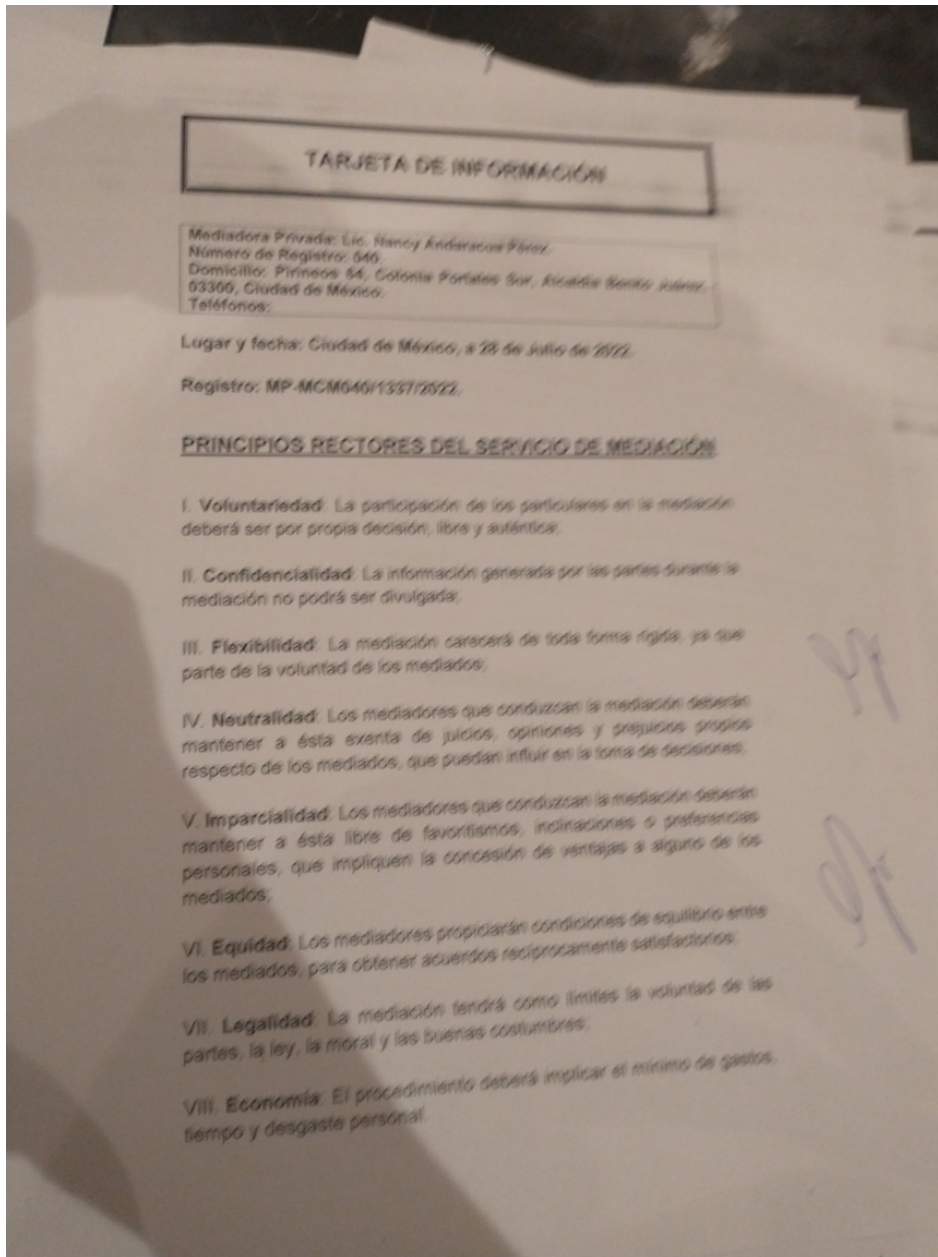 TARJETA DE INFORMACIÓN
Mediadora Privada: Lic. Nancy Andaracua Pérez.
Número de Registro: 040.
Domicilio: Pirineos 84, Colonia Portales Sur, Alcaldía Benito Juárez,
03300, Ciudad de México.
Teléfonos:
Lugar y fecha: Ciudad de México, a 28 de Julio de 2022.
Registro: MP-MCM040/1337/2022.
PRINCIPIOS RECTORES DEL SERVICIO DE MEDIACIÓN
I. Voluntariedad: La participación de los particulares en la mediación
deberá ser por propia decisión, libre y auténtica;
II. Confidencialidad: La información generada por las partes durante la
mediación no podrá ser divulgada;
III. Flexibilidad: La mediación carecerá de toda forma rígida, ya que
parte de la voluntad de los mediados;
IV. Neutralidad: Los mediadores que conduzcan la mediación deberán
mantener a ésta exenta de juicios, opiniones y prejuicios propios
respecto de los mediados, que puedan influir en la toma de decisiones;
V. Imparcialidad: Los mediadores que conduzcan la mediación deberán
mantener a ésta libre de favoritismos, inclinaciones o preferencias
personales, que impliquen la concesión de ventajas a alguno de los
mediados;
VI. Equidad: Los mediadores propiciarán condiciones de equilibrio entre
los mediados, para obtener acuerdos recíprocamente satisfactorios;
VII. Legalidad: La mediación tendrá como límites la voluntad de las
partes, la ley, la moral y las buenas costumbres;
VIII. Economía: El procedimiento deberá implicar el mínimo de gastos,
tiempo y desgaste personal.